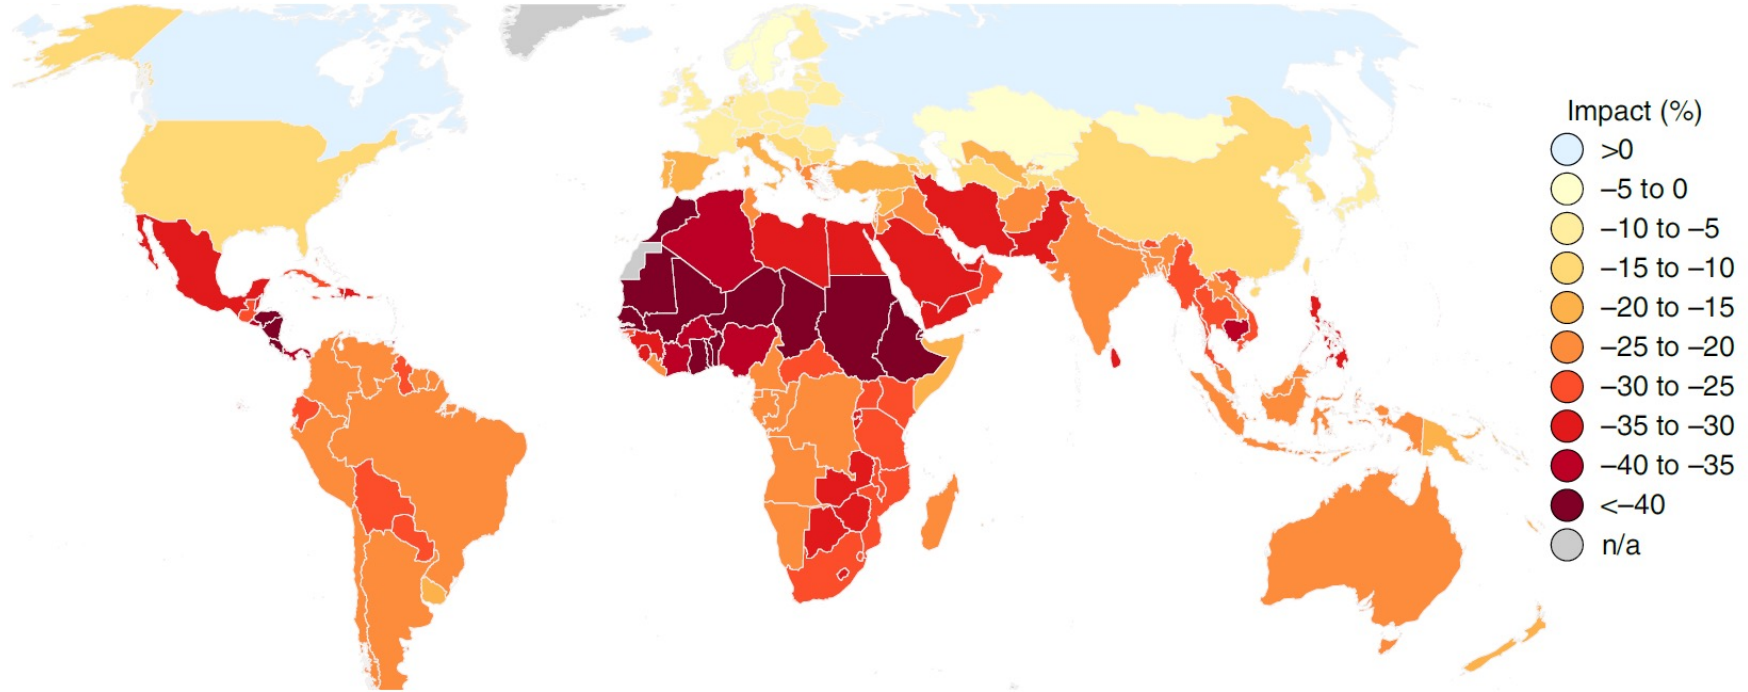 Impact (%)
>0
–5 to 0
–10 to –5
–15 to –10
–20 to –15
–25 to –20
–30 to –25
–35 to –30
–40 to –35
<–40
n/a